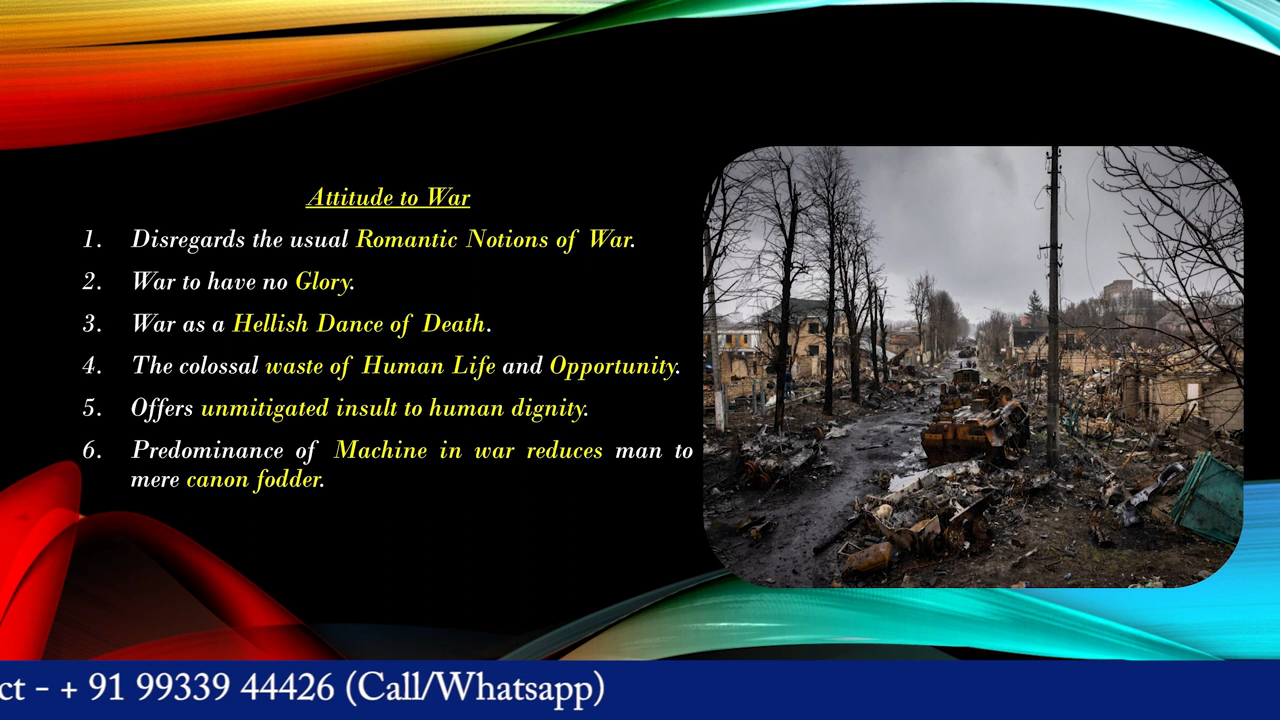 Attitude to War
1. Disregards the usual Romantic Notions of War.
2. War to have no Glory.
3. War as a Hellish Dance of Death.
4. The colossal waste of Human Life and Opportunity.
5. Offers unmitigated insult to human dignity.
6. Predominance of Machine in war reduces man to
mere canon fodder.
ct - + 91 99339 44426 (Call/Whatsapp)